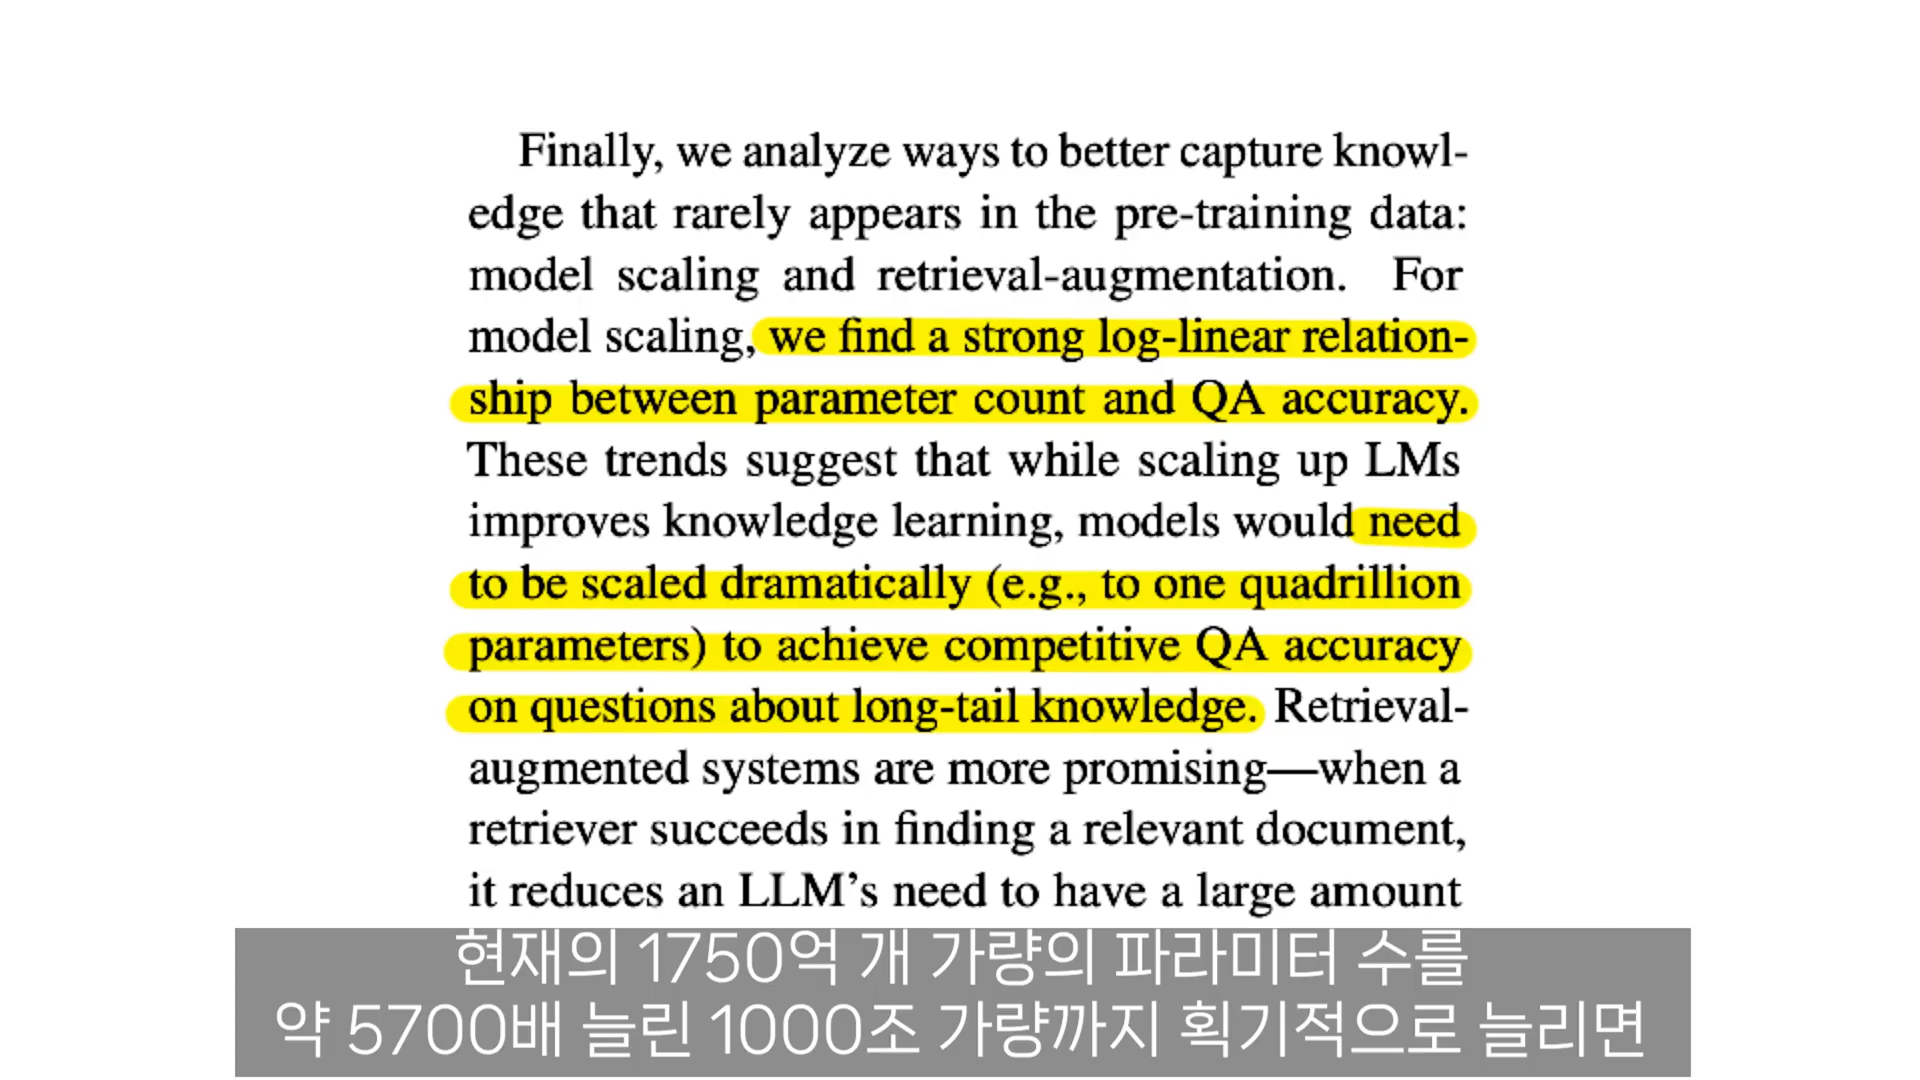 Finally, we analyze ways to better capture knowl-
edge that rarely appears in the pre-training data:
model scaling and retrieval-augmentation. For
model scaling, we find a strong log-linear relation-
ship between parameter count and QA accuracy.
These trends suggest that while scaling up LMs
improves knowledge learning, models would need
to be scaled dramatically (e.g., to one quadrillion
parameters) to achieve competitive QA accuracy
on questions about long-tail knowledge. Retrieval-
augmented systems are more promising—when a
retriever succeeds in finding a relevant document,
it reduces an LLM’s need to have a large amount
현재의 1750억 개 가량의 파라미터 수를
약 5700배 늘린 1000조 가량까지 획기적으로 늘리면